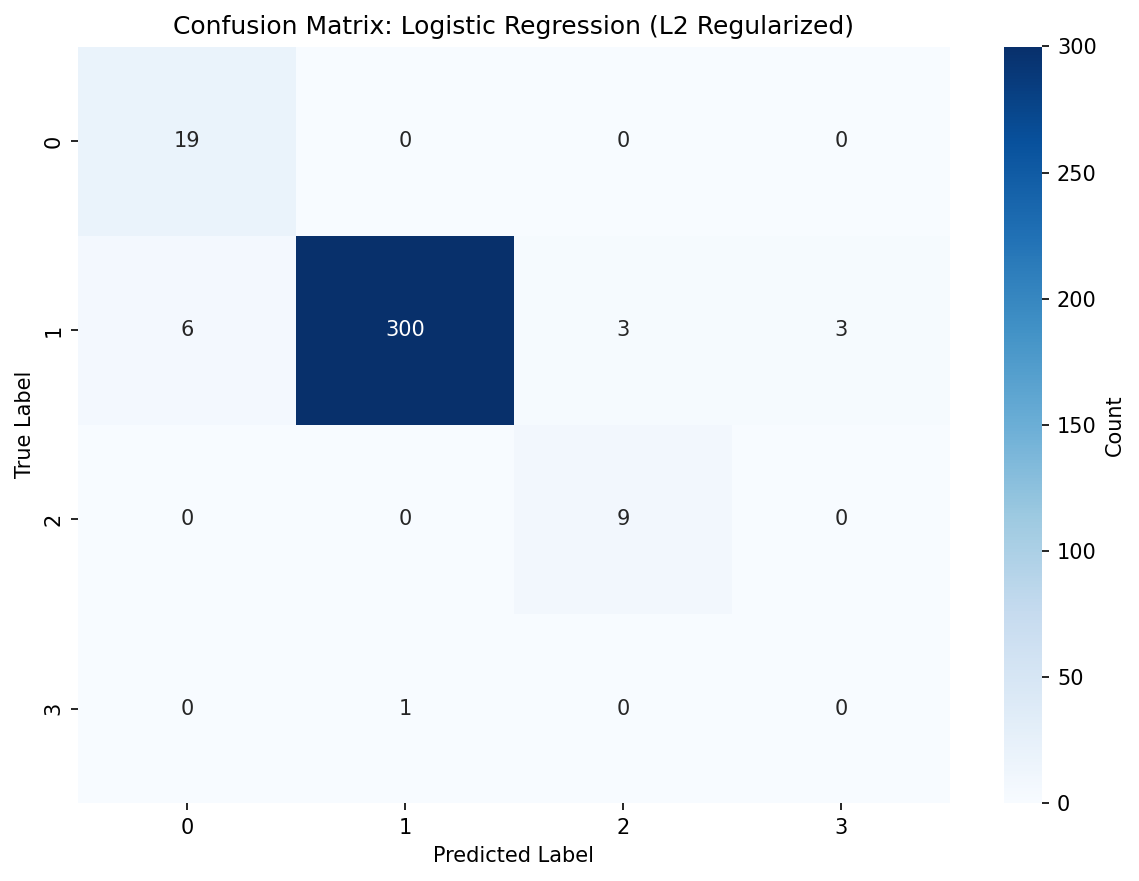 Confusion Matrix: Logistic Regression (L2 Regularized)
True Label
0
19 0 0 0
1
6 300 3 3
2
0 0 9 0
3
0 1 0 0
0 1 2 3
Predicted Label
300
250
200
150
100
50
0
Count